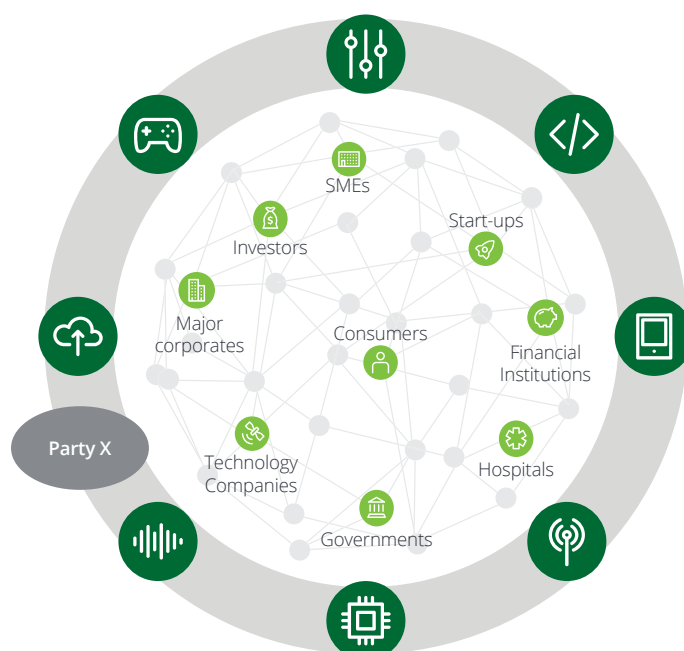 SMEs
Start-ups
Investors
Major
corporates
Consumers
Financial
Institutions
Party X
Technology
Companies
Hospitals
Governments